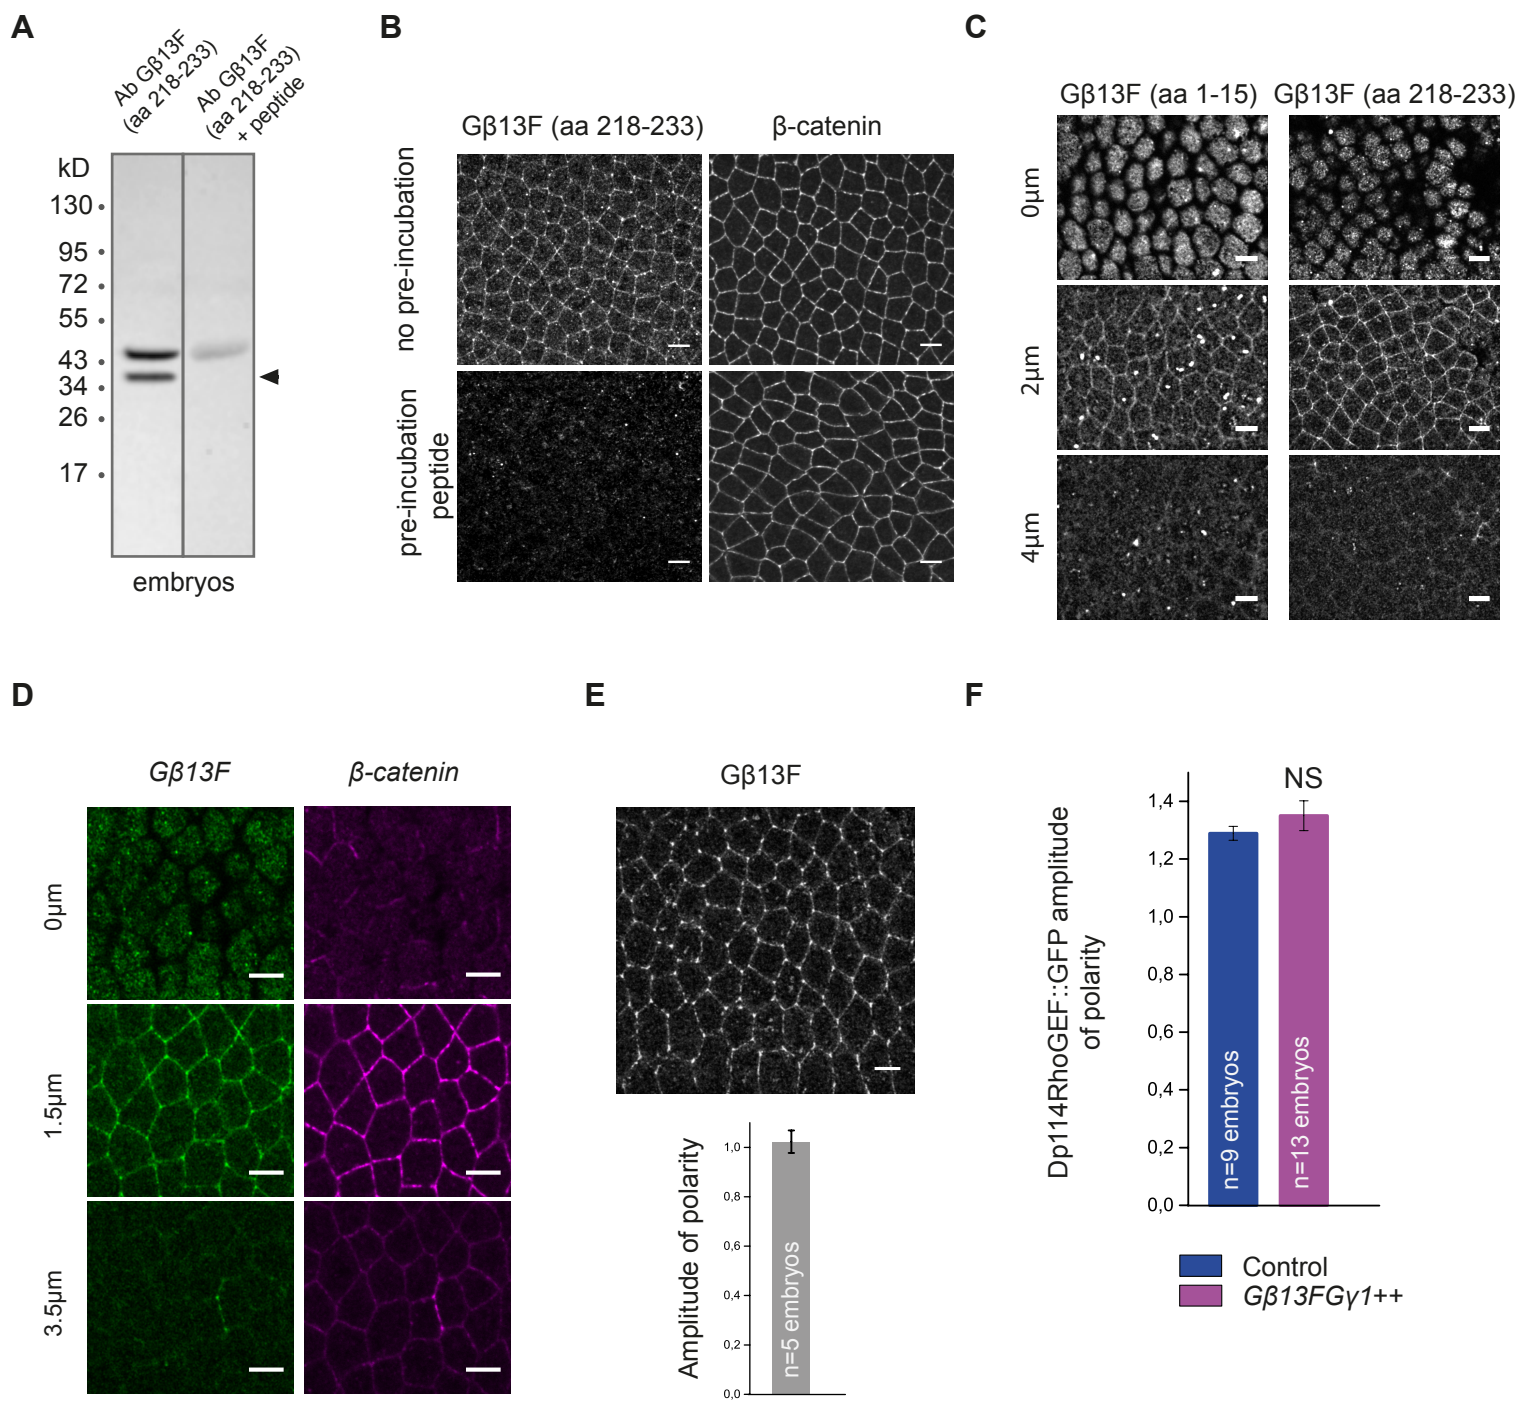 A
Ab Gβ13F
(aa 218-233)
Ab Gβ13F
(aa 218-233)
+ peptide
kD
130
95
72
55
43
34
26
17
embryos
B
Gβ13F (aa 218-233)
β-catenin
no pre-incubation
pre-incubation
peptide
C
Gβ13F (aa 1-15)
Gβ13F (aa 218-233)
0μm
2μm
4μm
D
Gβ13F
β-catenin
0μm
1.5μm
3.5μm
E
Gβ13F
Amplitude of polarity
1,0
0,8
0,6
0,4
0,2
0,0
n=5 embryos
F
Dp114RhoGEF::GFP amplitude
of polarity
NS
1,4
1,2
1,0
0,8
0,6
0,4
0,2
0,0
n=9 embryos
n=13 embryos
Control
Gβ13FGγ1++